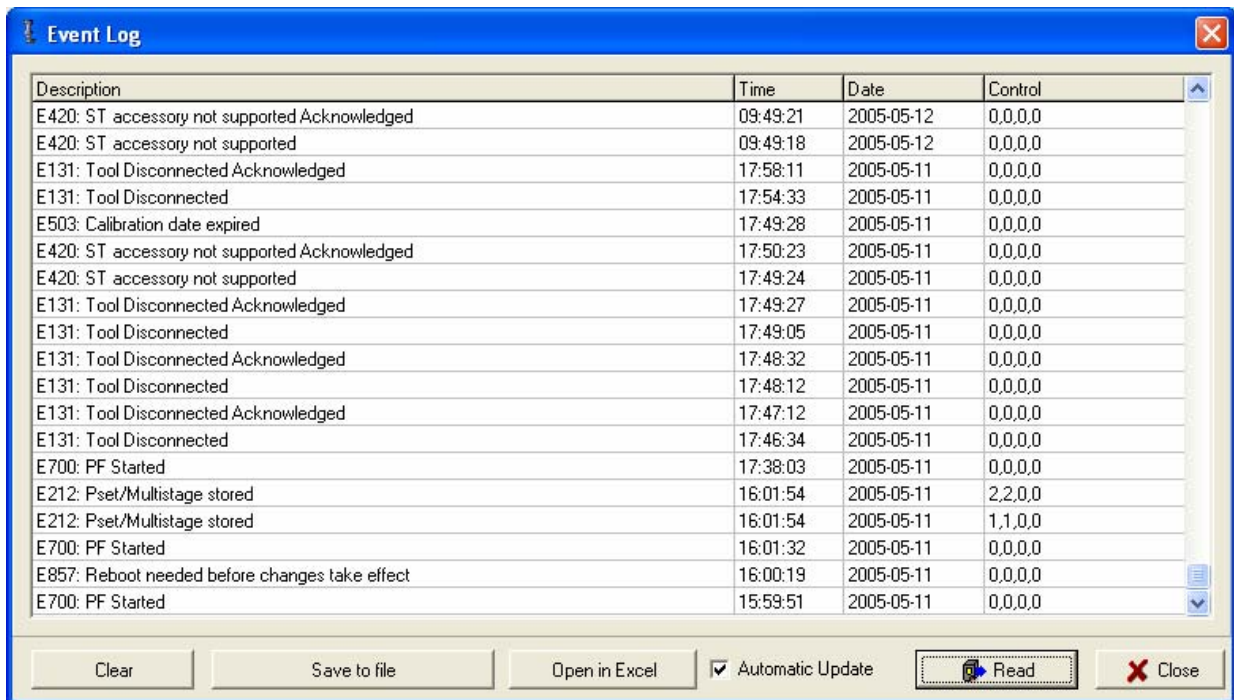 Event Log
Description Time Date Control
E420: ST accessory not supported Acknowledged 09:49:21 2005-05-12 0,0,0,0
E420: ST accessory not supported 09:49:18 2005-05-12 0,0,0,0
E131: Tool Disconnected Acknowledged 17:58:11 2005-05-11 0,0,0,0
E131: Tool Disconnected 17:54:33 2005-05-11 0,0,0,0
E503: Calibration date expired 17:49:28 2005-05-11 0,0,0,0
E420: ST accessory not supported Acknowledged 17:50:23 2005-05-11 0,0,0,0
E420: ST accessory not supported 17:49:24 2005-05-11 0,0,0,0
E131: Tool Disconnected Acknowledged 17:49:27 2005-05-11 0,0,0,0
E131: Tool Disconnected 17:49:05 2005-05-11 0,0,0,0
E131: Tool Disconnected Acknowledged 17:48:32 2005-05-11 0,0,0,0
E131: Tool Disconnected 17:48:12 2005-05-11 0,0,0,0
E131: Tool Disconnected Acknowledged 17:47:12 2005-05-11 0,0,0,0
E131: Tool Disconnected 17:46:34 2005-05-11 0,0,0,0
E700: PF Started 17:38:03 2005-05-11 0,0,0,0
E212: Pset/Multistage stored 16:01:54 2005-05-11 2,2,0,0
E212: Pset/Multistage stored 16:01:54 2005-05-11 1,1,0,0
E700: PF Started 16:01:32 2005-05-11 0,0,0,0
E857: Reboot needed before changes take effect 16:00:19 2005-05-11 0,0,0,0
E700: PF Started 15:59:51 2005-05-11 0,0,0,0
Clear Save to file Open in Excel Automatic Update Read Close